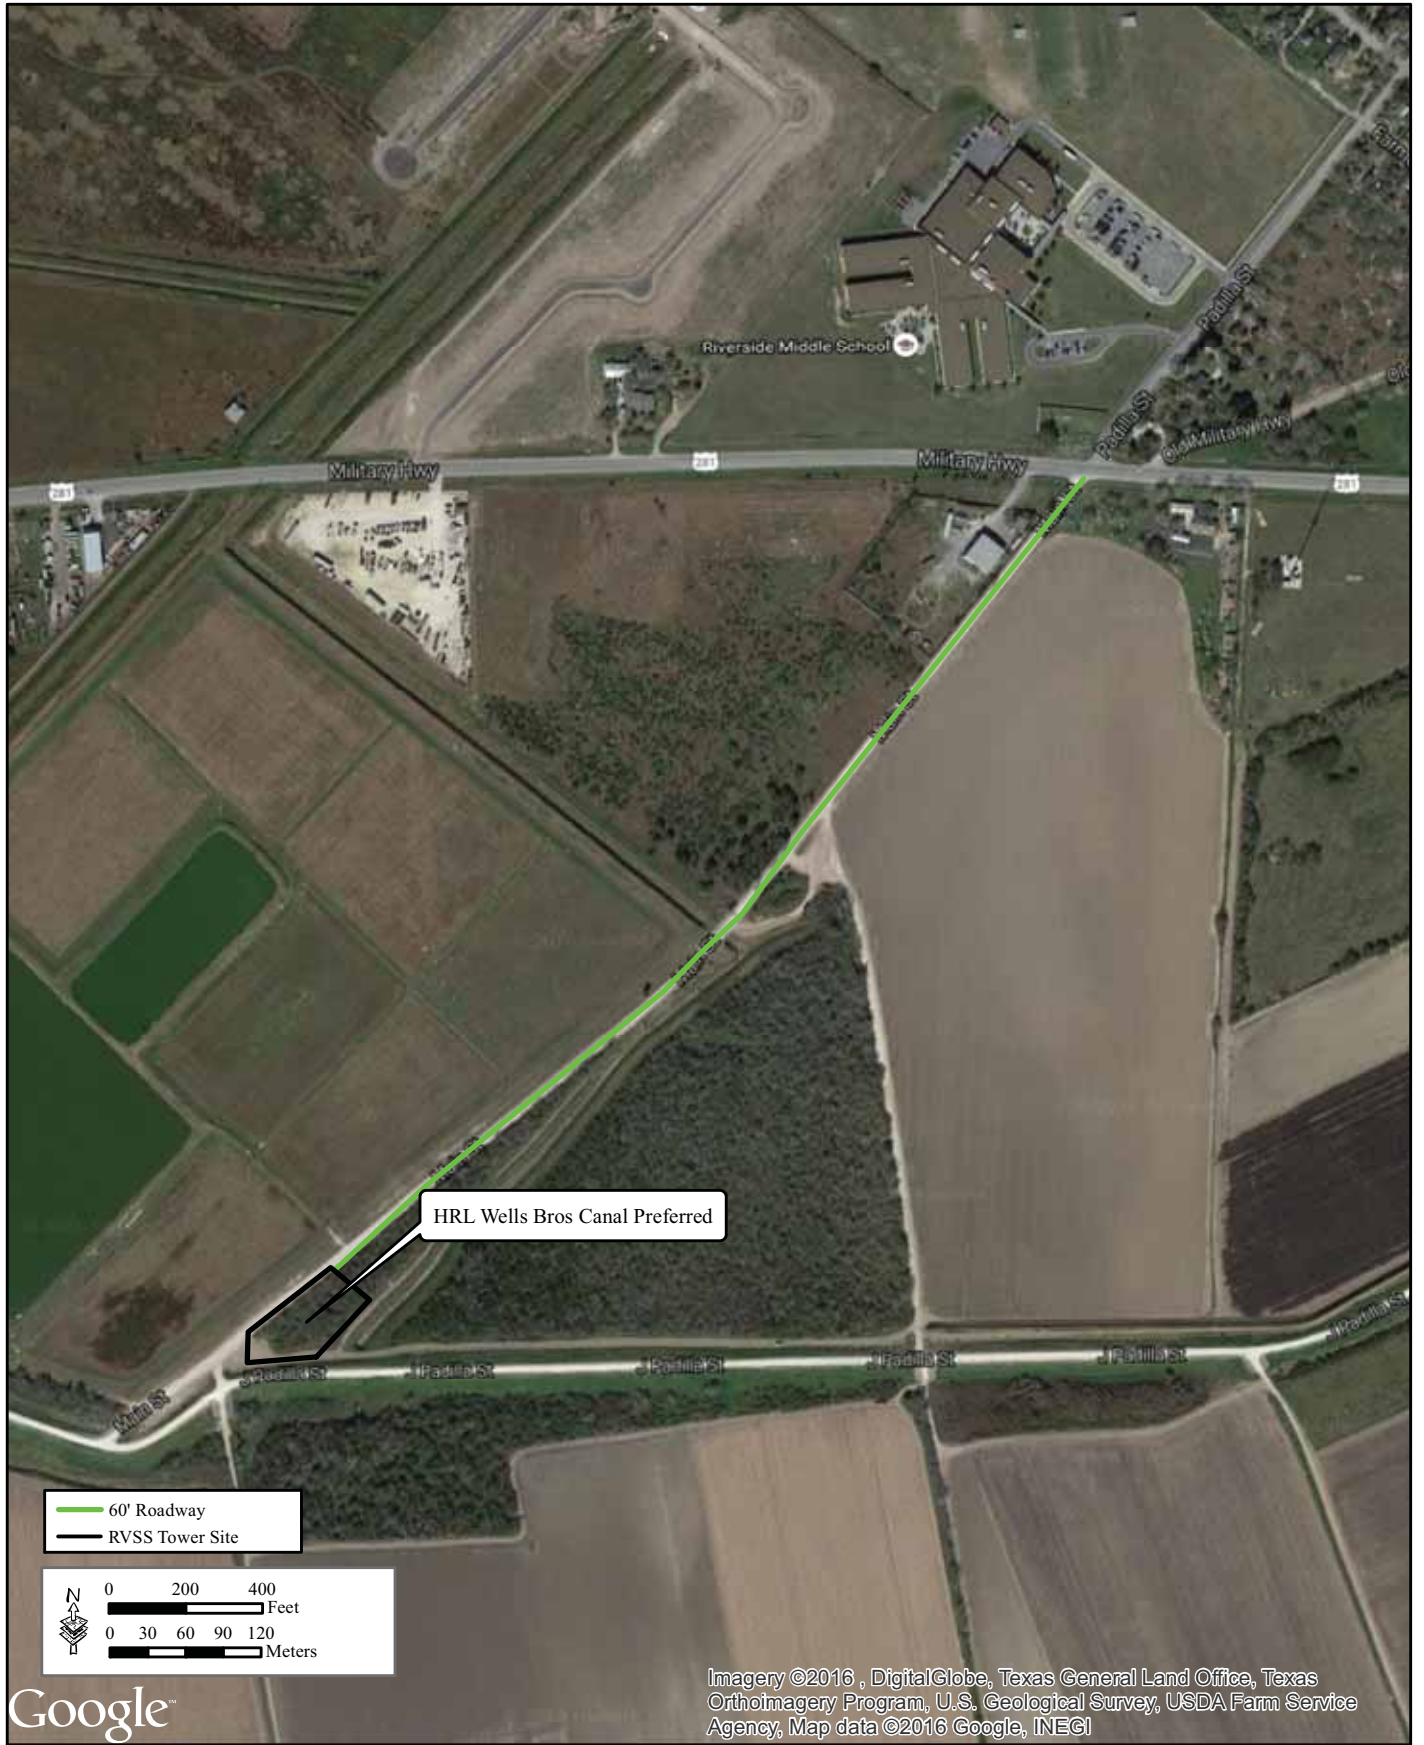 Farm
Padilla St
Riverside Middle School
Old
Padilla St
Old Military Hwy
Military Hwy
281
Military Hwy
281
281
HRL Wells Bros Canal Preferred
J Padilla St
J Padilla St
J Padilla St
J Padilla St
J Padilla St
J Padilla St
Main St
60' Roadway
RVSS Tower Site
N
0 200 400
Feet
0 30 60 90 120
Meters
Google™
Imagery ©2016 , DigitalGlobe, Texas General Land Office, Texas
Orthoimagery Program, U.S. Geological Survey, USDA Farm Service
Agency, Map data ©2016 Google, INEGI